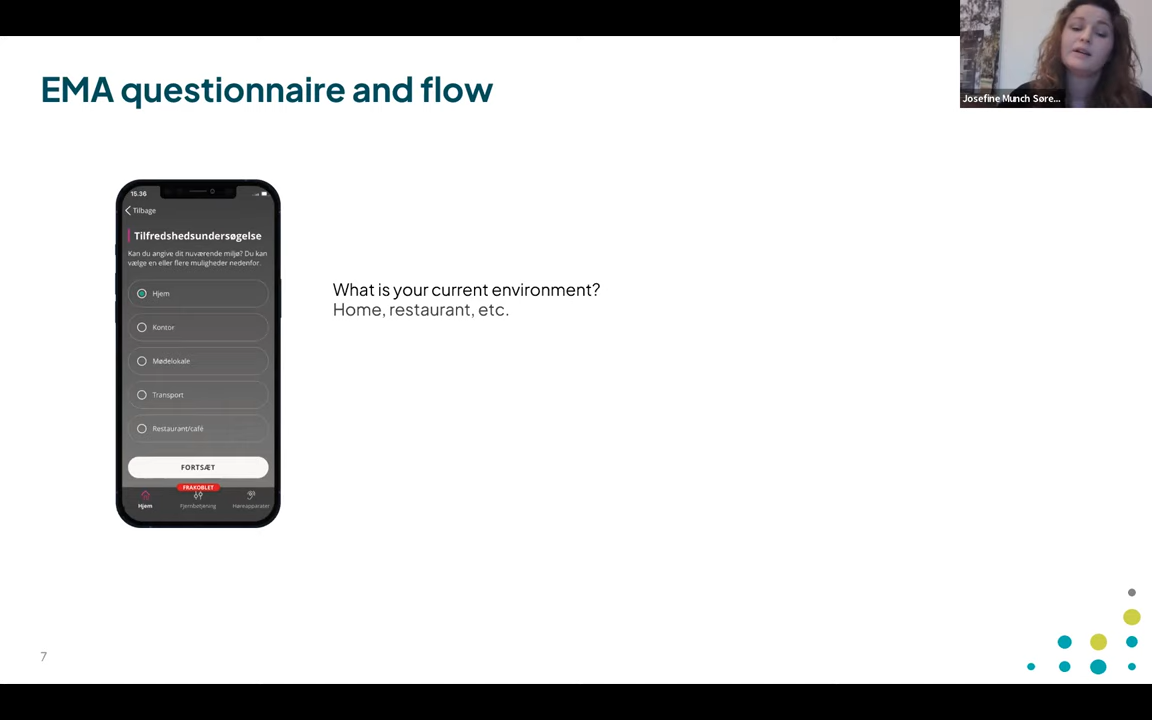 EMA questionnaire and flow
Josefine Munch Søre...
15.36
Tilbage
Tilfredshedsundersøgelse
Kan du angive dit nuværende miljø? Du kan
vælge en eller flere muligheder nedenfor.
Hjem
Kontor
Mødelokale
Transport
Restaurant/café
FORTSÆT
FRAKOBLET
Hjem
Fjernbetjening
Høreapparater
What is your current environment?
Home, restaurant, etc.
7